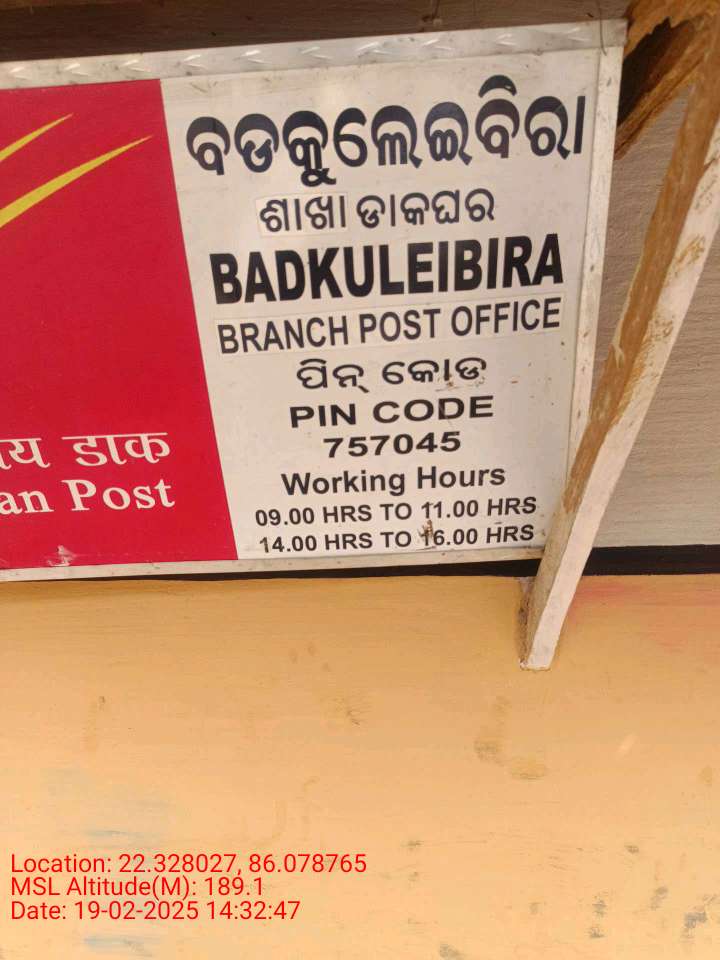 ବଡକୁଲେଇବିରା
ଶାଖା ଡାକଘର
BADKULEIBIRA
BRANCH POST OFFICE
ପିନ୍ କୋଡ
PIN CODE
757045
Working Hours
09.00 HRS TO 11.00 HRS
14.00 HRS TO 16.00 HRS
डाक
Post
Location: 22.328027, 86.078765
MSL Altitude(M): 189.1
Date: 19-02-2025 14:32:47